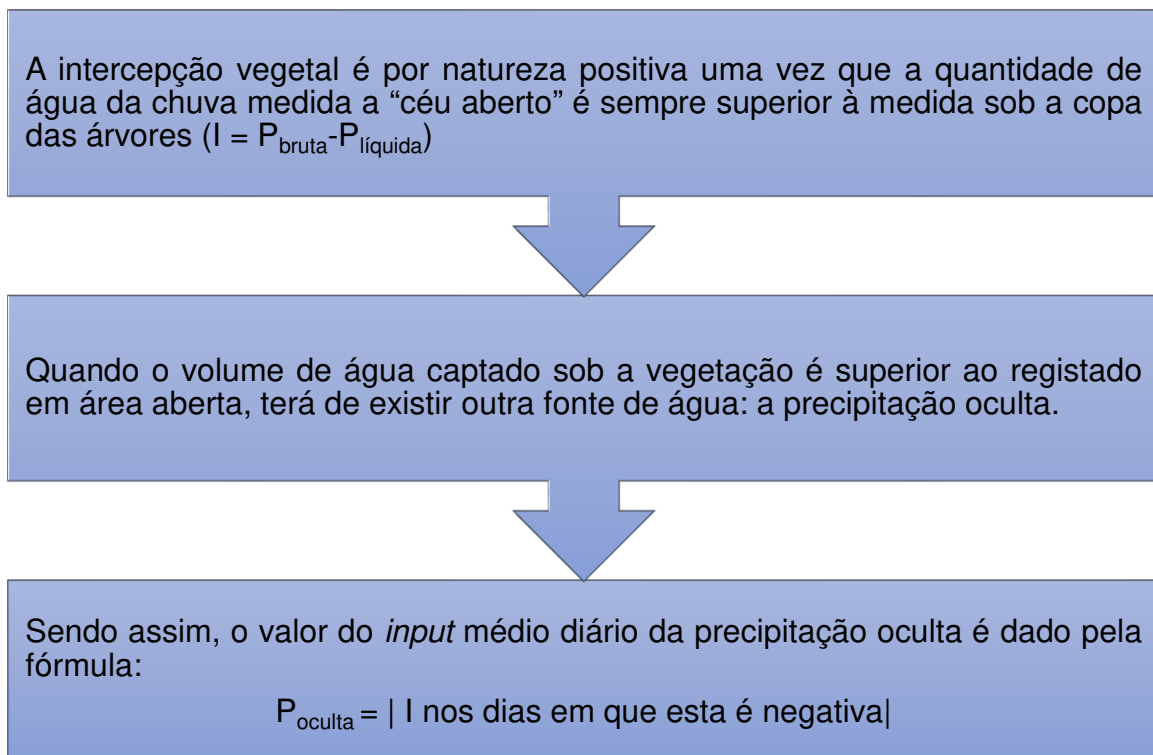 A intercepção vegetal é por natureza positiva uma vez que a quantidade de
água da chuva medida a “céu aberto” é sempre superior à medida sob a copa
das árvores (I = Pbruta-Plíquida)
Quando o volume de água captado sob a vegetação é superior ao registado
em área aberta, terá de existir outra fonte de água: a precipitação oculta.
Sendo assim, o valor do input médio diário da precipitação oculta é dado pela
fórmula:
Poculta = | I nos dias em que esta é negativa|